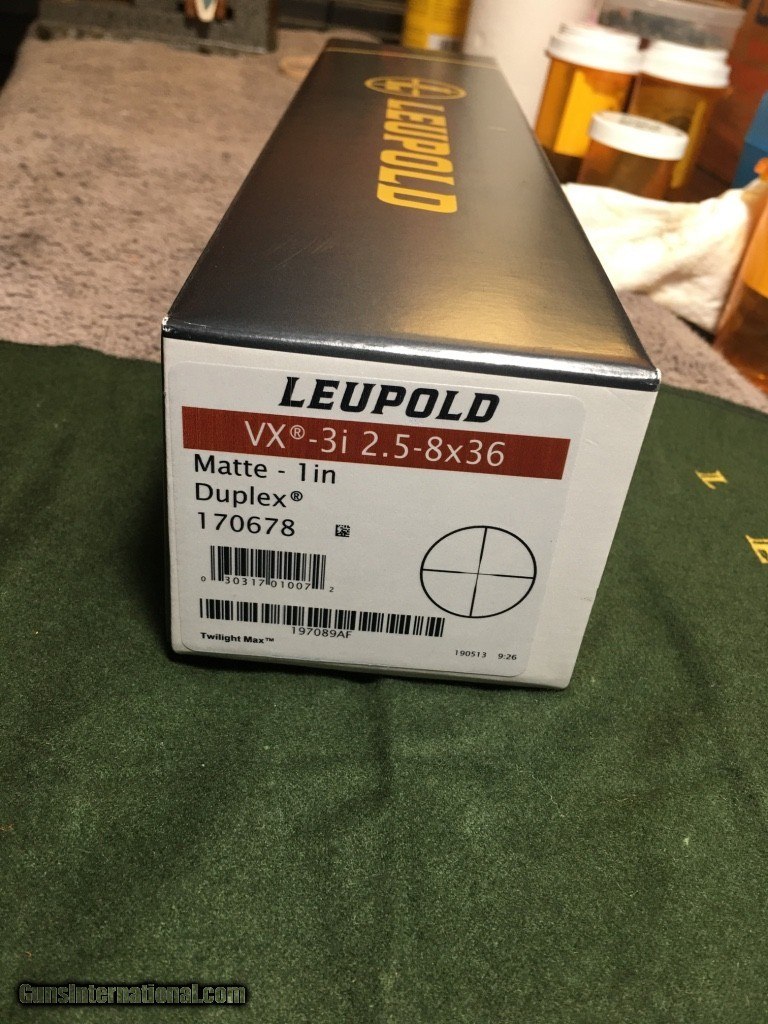 LEUPOLD
LEUPOLD
VX®-3i 2.5-8x36
Matte - 1in
Duplex®
170678
0 30317 01007 2
197089AF
Twilight Max™
190513 9:26
L
E
GunsInternational.com